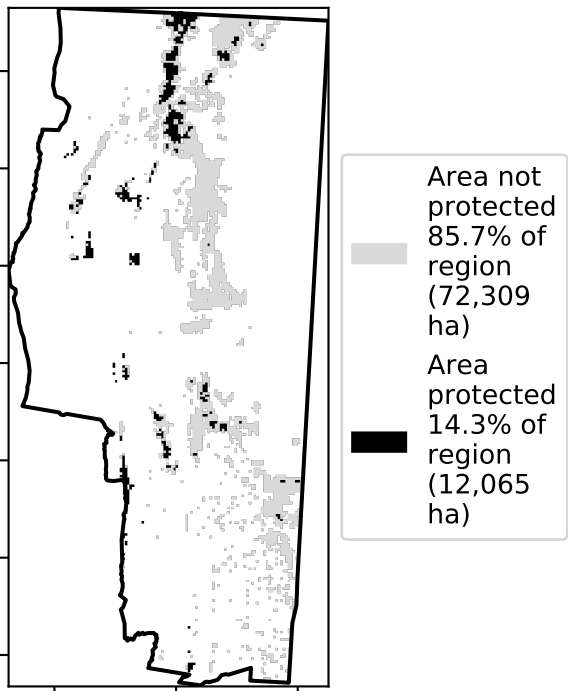 Area not
protected
85.7% of
region
(72,309
ha)
Area
protected
14.3% of
region
(12,065
ha)